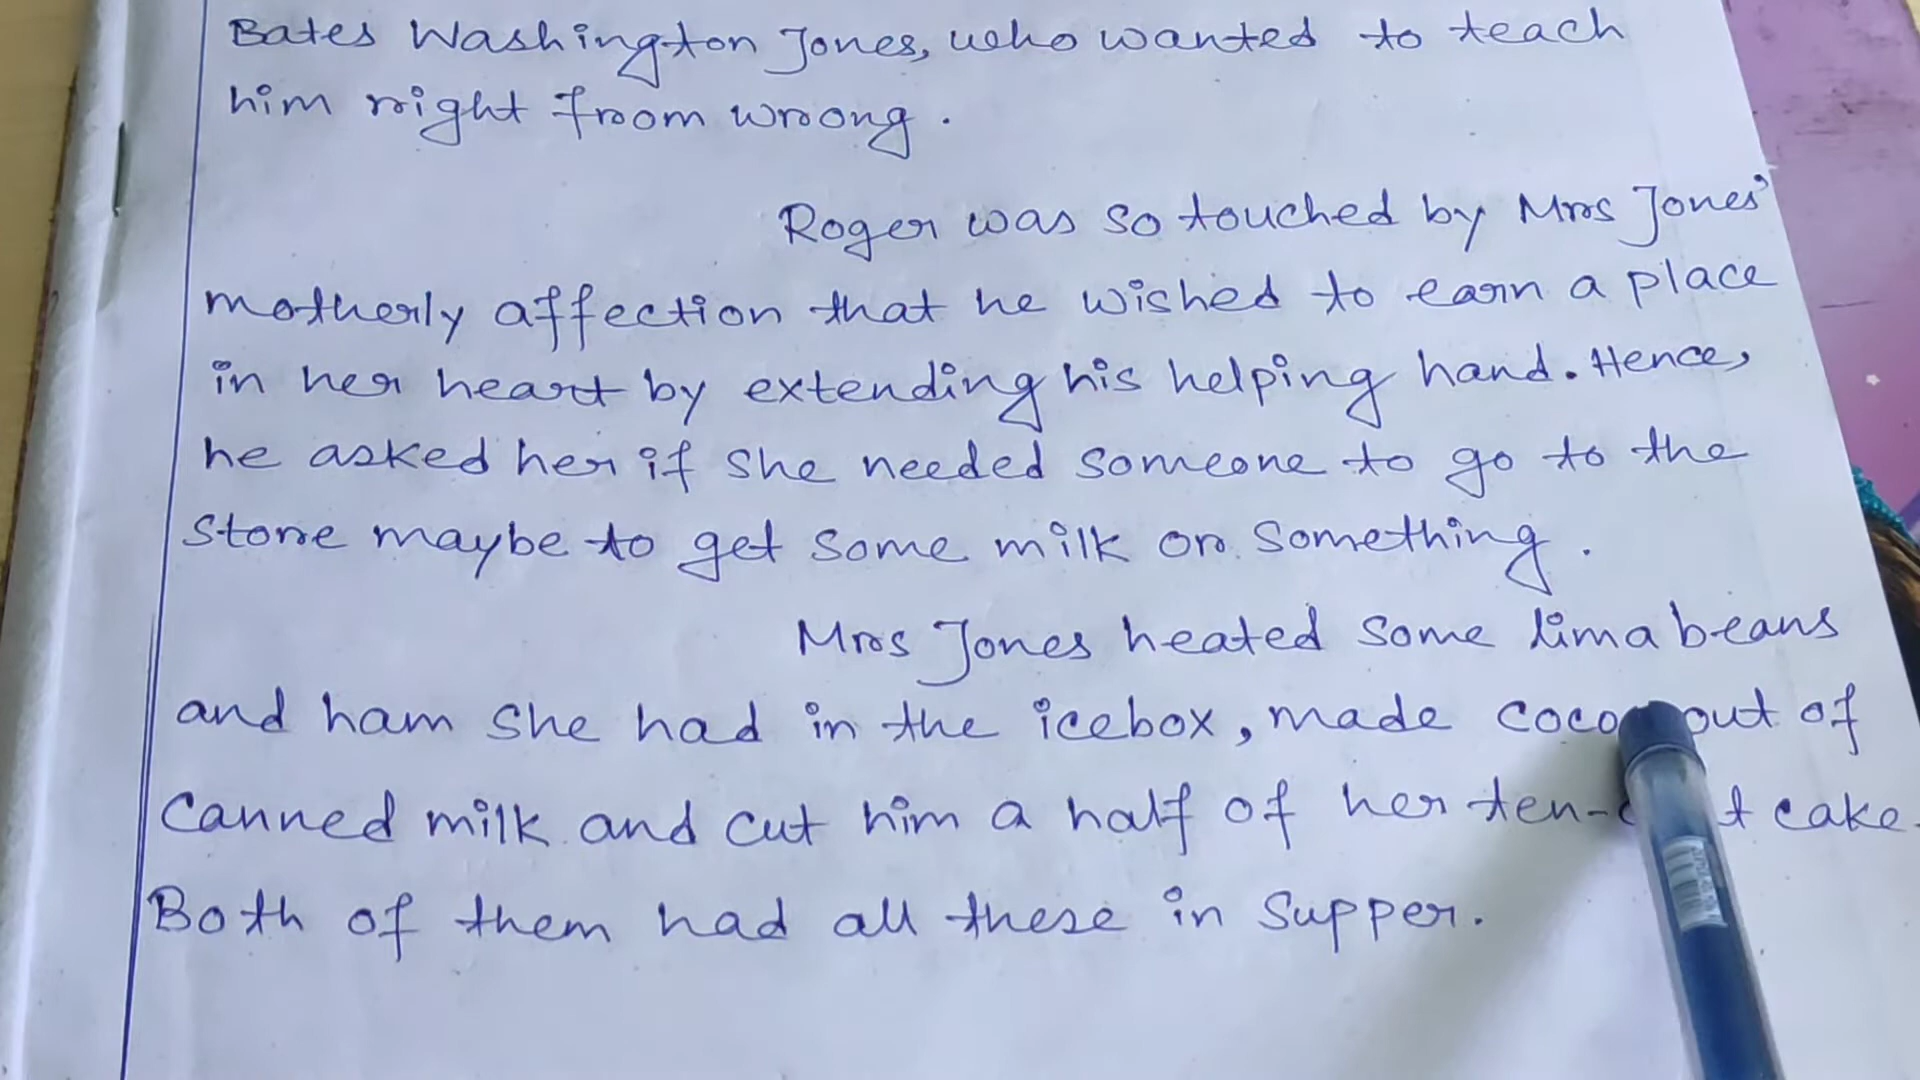 Bates Washington Jones, who wanted to teach
him right from wrong.
Roger was so touched by Mrs Jones'
motherly affection that he wished to earn a place
in her heart by extending his helping hand. Hence,
he asked her if she needed someone to go to the
store maybe to get some milk or something.
Mrs Jones heated some lima beans
and ham she had in the icebox, made out of
canned milk and cut him a half of her cake.
Both of them had all these in supper.